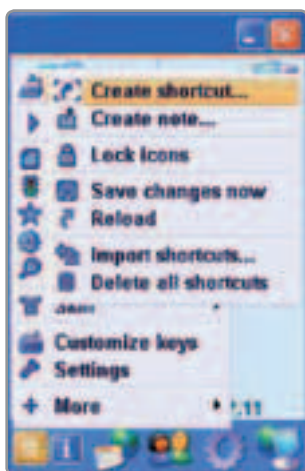 Create shortcut...
Create note...
Lock icons
Save changes now
Reload
Import shortcuts...
Delete all shortcuts
Customize keys
Settings
More